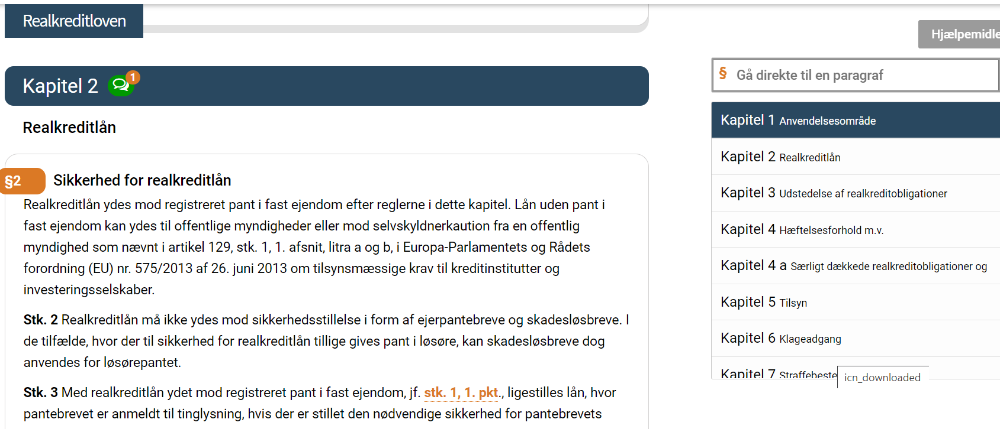 Realkreditloven
Kapitel 2 1
Realkreditlån
§2 Sikkerhed for realkreditlån
Realkreditlån ydes mod registreret pant i fast ejendom efter reglerne i dette kapitel. Lån uden pant i
fast ejendom kan ydes til offentlige myndigheder eller mod selvskyldnerkaution fra en offentlig
myndighed som nævnt i artikel 129, stk. 1, 1. afsnit, litra a og b, i Europa-Parlamentets og Rådets
forordning (EU) nr. 575/2013 af 26. juni 2013 om tilsynsmæssige krav til kreditinstitutter og
investeringsselskaber.
Stk. 2 Realkreditlån må ikke ydes mod sikkerhedsstillelse i form af ejerpantebreve og skadesløsbreve. I
de tilfælde, hvor der til sikkerhed for realkreditlån tillige gives pant i løsøre, kan skadesløsbreve dog
anvendes for løsørepantet.
Stk. 3 Med realkreditlån ydet mod registreret pant i fast ejendom, jf. stk. 1, 1. pkt., ligestilles lån, hvor
pantebrevet er anmeldt til tinglysning, hvis der er stillet den nødvendige sikkerhed for pantebrevets
Hjælpemidle
§ Gå direkte til en paragraf
Kapitel 1 Anvendelsesområde
Kapitel 2 Realkreditlån
Kapitel 3 Udstedelse af realkreditobligationer
Kapitel 4 Hæftelsesforhold m.v.
Kapitel 4 a Særligt dækkede realkreditobligationer og
Kapitel 5 Tilsyn
Kapitel 6 Klageadgang
Kapitel 7 Straffebeste
icn_downloaded